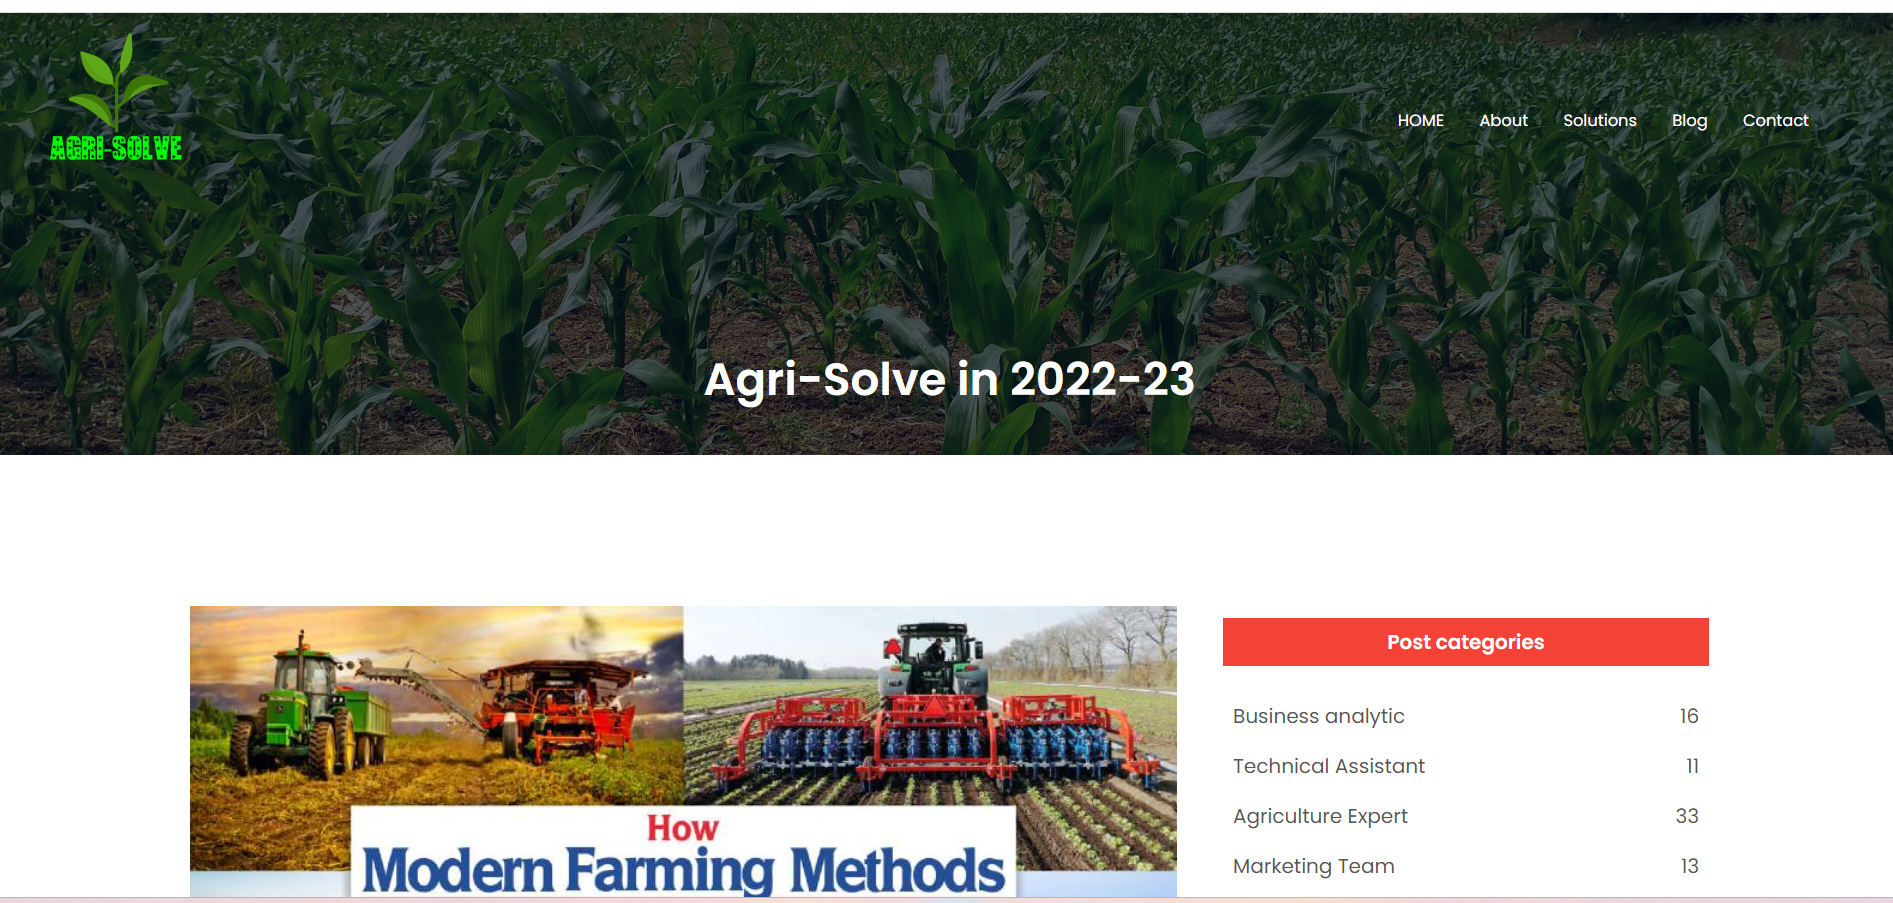 AGRI-SOLVE
HOME About Solutions Blog Contact
Agri-Solve in 2022-23
How
Modern Farming Methods
Post categories
Business analytic 16
Technical Assistant 11
Agriculture Expert 33
Marketing Team 13